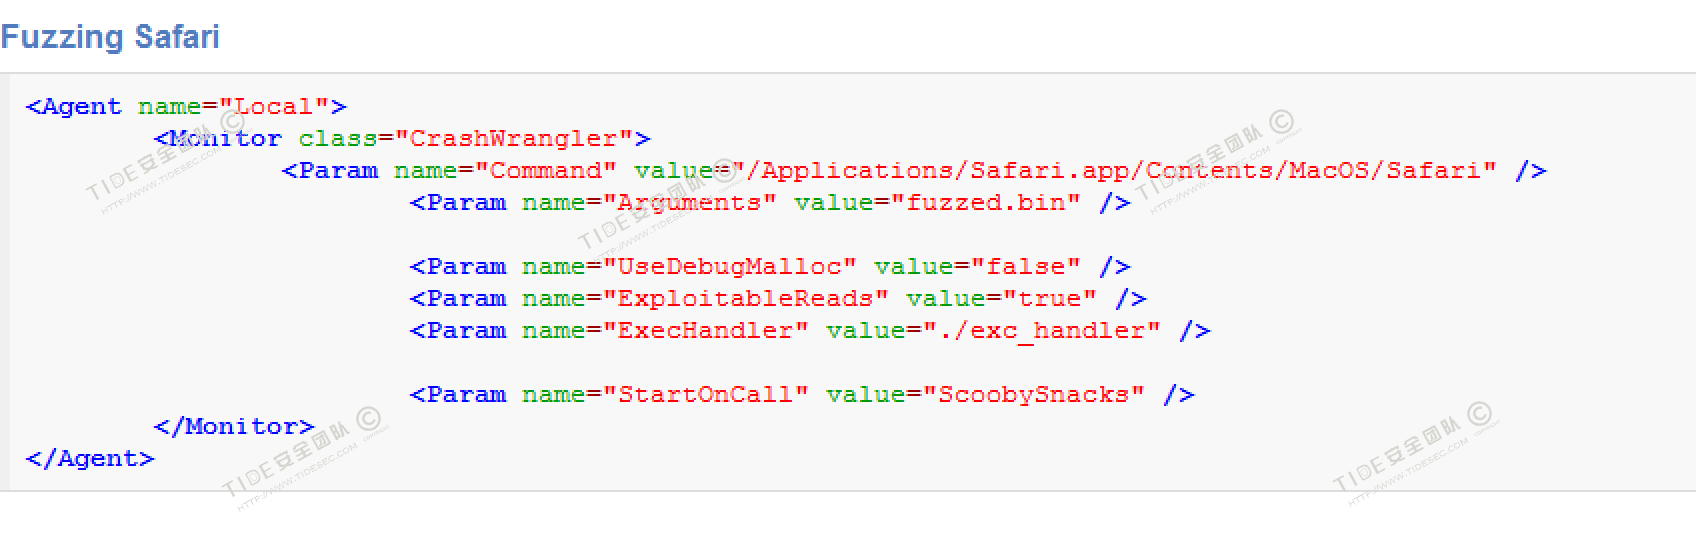 Fuzzing Safari
<Agent name="Local">
<Monitor class="CrashWrangler">
<Param name="Command" value="/Applications/Safari.app/Contents/MacOS/Safari" />
<Param name="Arguments" value="fuzzed.bin" />
<Param name="UseDebugMalloc" value="false" />
<Param name="ExploitableReads" value="true" />
<Param name="ExecHandler" value="./exc_handler" />
<Param name="StartOnCall" value="ScoobySnacks" />
</Monitor>
</Agent>
TIDE安全团队 ©
HTTP://WWW.TIDESEC.COM
TIDE安全团队 ©
HTTP://WWW.TIDESEC.COM
TIDE安全团队 ©
HTTP://WWW.TIDESEC.COM
TIDE安全团队 ©
HTTP://WWW.TIDESEC.COM
TIDE安全团队 ©
HTTP://WWW.TIDESEC.COM